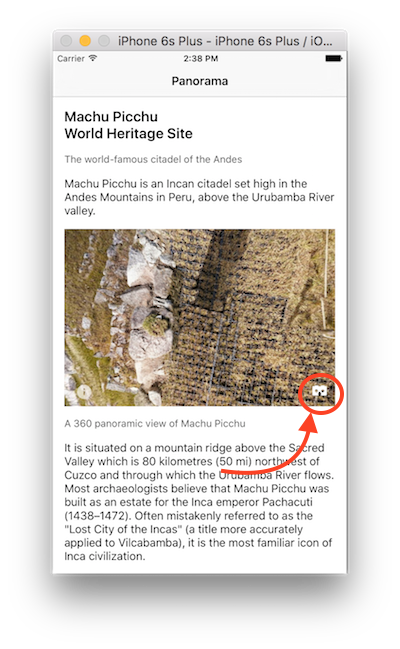 iPhone 6s Plus - iPhone 6s Plus / iO...
Carrier 2:38 PM
Panorama
Machu Picchu
World Heritage Site
The world-famous citadel of the Andes
Machu Picchu is an Incan citadel set high in the
Andes Mountains in Peru, above the Urubamba River
valley.
A 360 panoramic view of Machu Picchu
It is situated on a mountain ridge above the Sacred
Valley which is 80 kilometres (50 mi) northwest of
Cuzco and through which the Urubamba River flows.
Most archaeologists believe that Machu Picchu was
built as an estate for the Inca emperor Pachacuti
(1438–1472). Often mistakenly referred to as the
"Lost City of the Incas" (a title more accurately
applied to Vilcabamba), it is the most familiar icon of
Inca civilization.